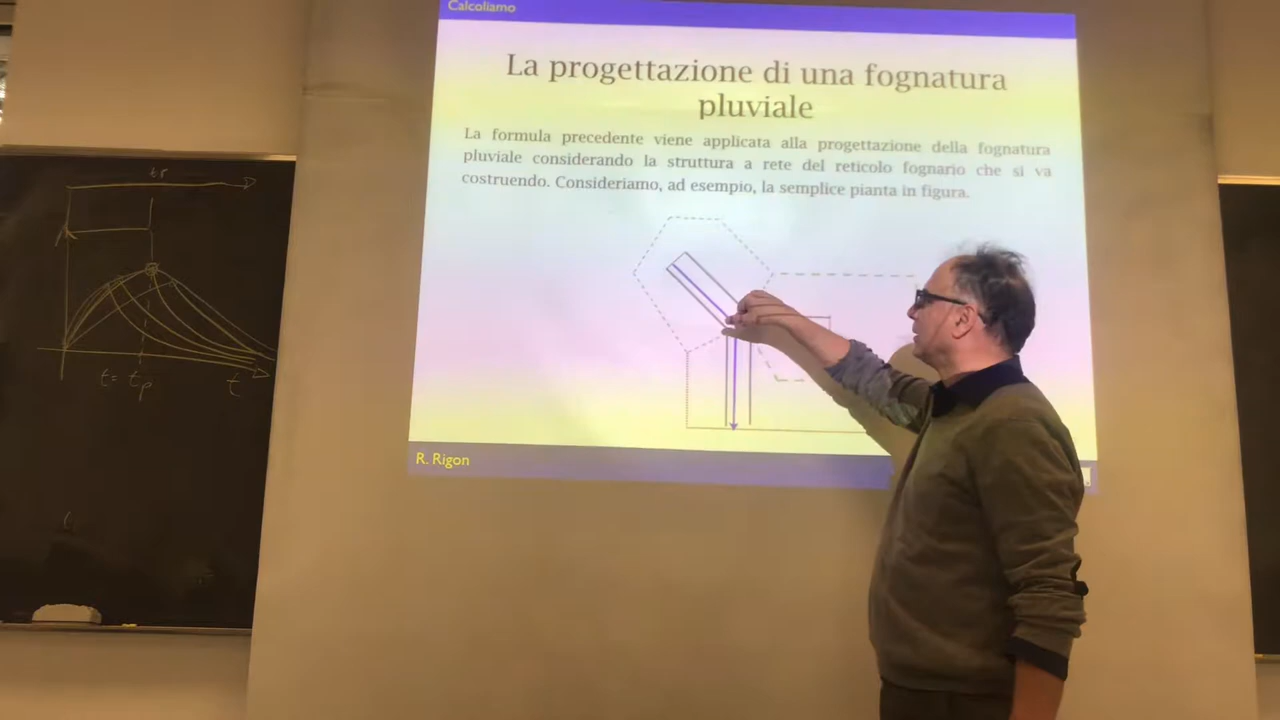 Calcoliamo
La progettazione di una fognatura
pluviale
La formula precedente viene applicata alla progettazione della fognatura
pluviale considerando la struttura a rete del reticolo fognario che si va
costruendo. Consideriamo, ad esempio, la semplice pianta in figura.
R. Rigon
tr
t = tp
t